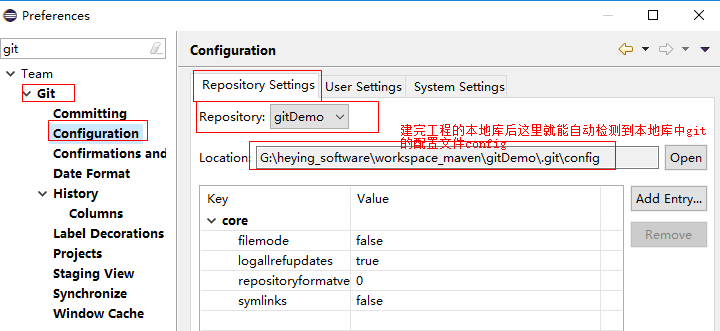 Preferences
git
Team
Git
Committing
Configuration
Confirmations and
Date Format
History
Columns
Label Decorations
Projects
Staging View
Synchronize
Window Cache
Configuration
Repository Settings
User Settings
System Settings
Repository:
gitDemo
建完工程的本地库后这里就能自动检测到本地库中git
的配置文件config
Location:
G:\heying_software\workspace_maven\gitDemo\.git\config
Open
Key
Value
Add Entry...
core
Remove
filemode
false
logallrefupdates
true
repositoryformatve
0
symlinks
false